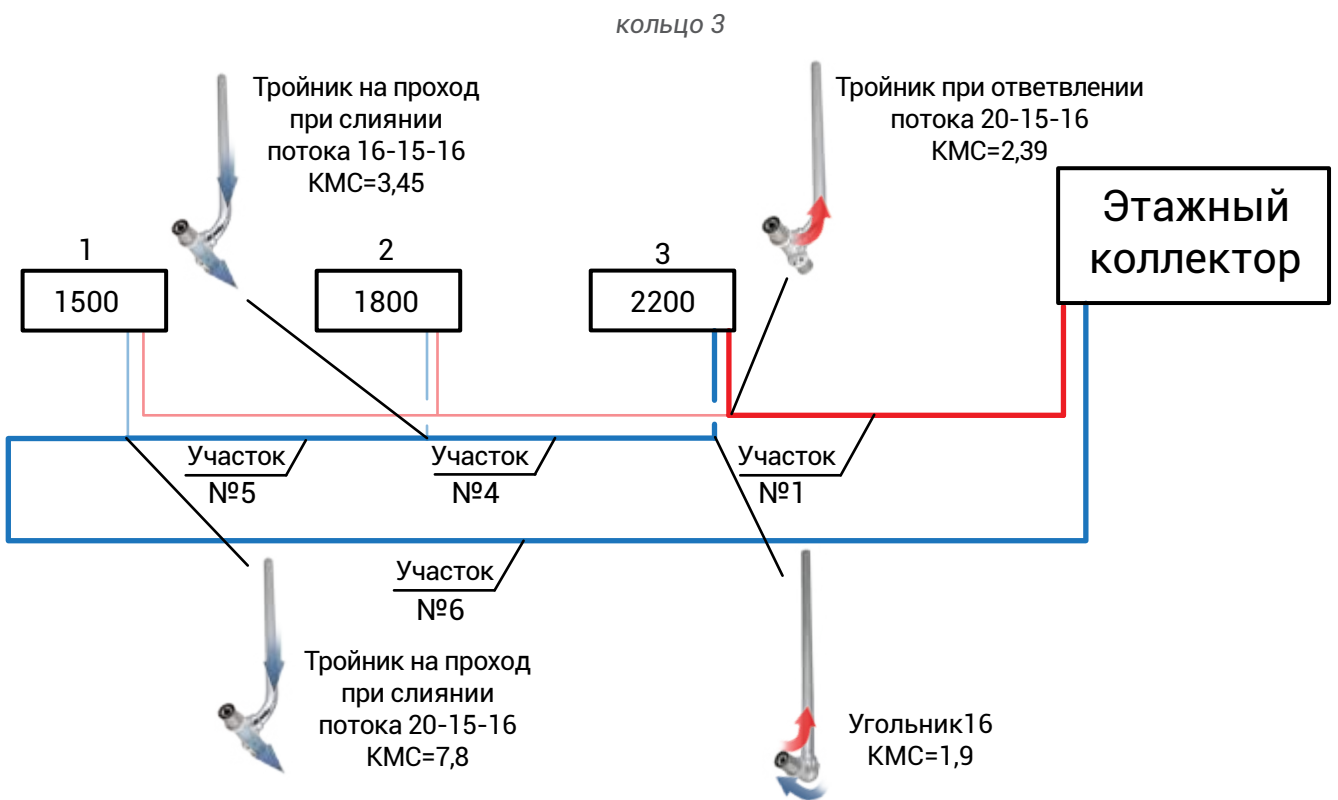 кольцо 3
Тройник на проход
при слиянии
потока 16-15-16
КМС=3,45
Тройник при ответвлении
потока 20-15-16
КМС=2,39
Этажный
коллектор
1
1500
2
1800
3
2200
Участок
№5
Участок
№4
Участок
№1
Участок
№6
Тройник на проход
при слиянии
потока 20-15-16
КМС=7,8
Угольник16
КМС=1,9